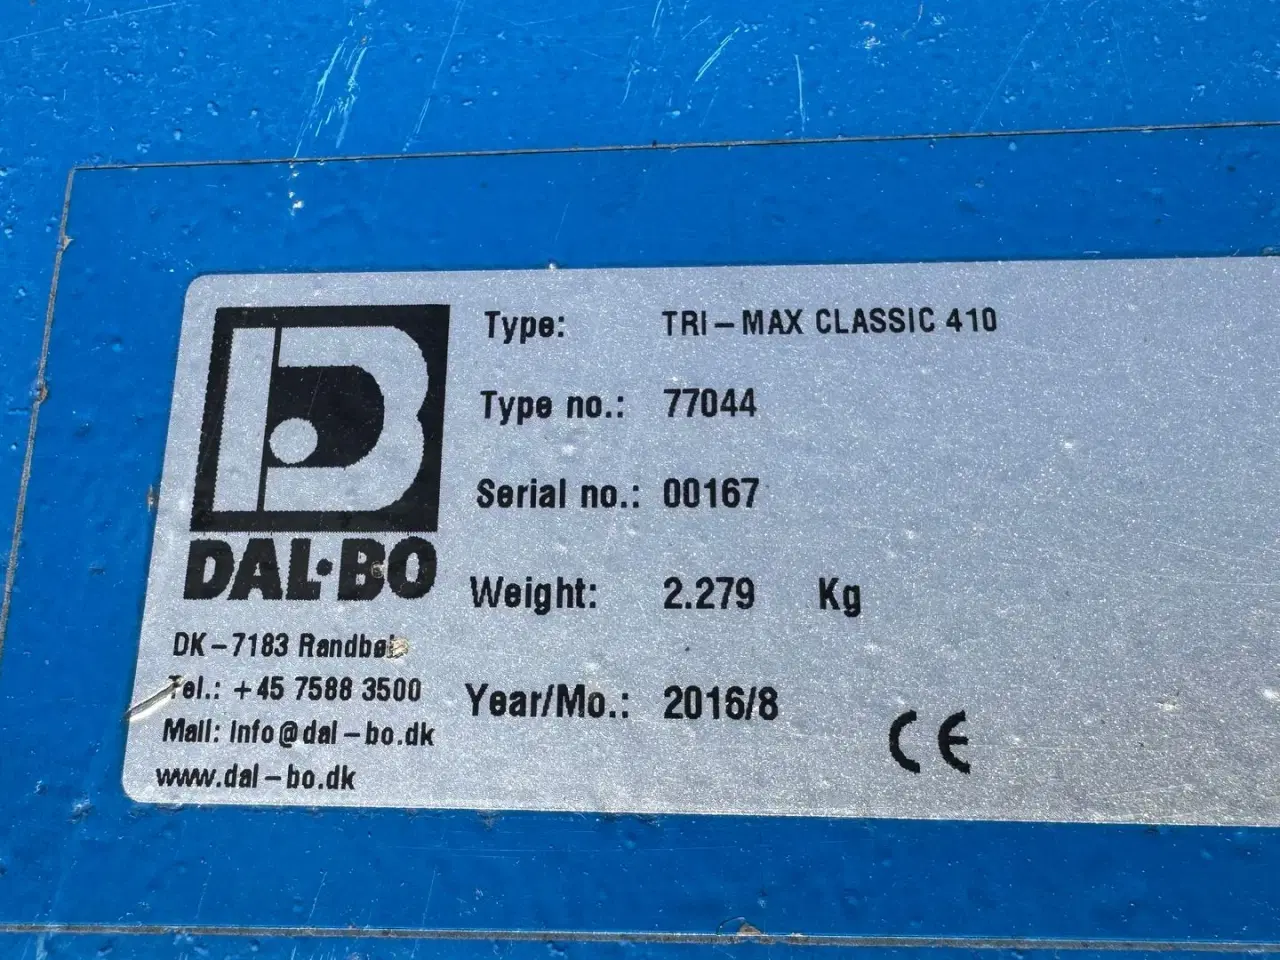 Type: TRI-MAX CLASSIC 410
Type no.: 77044
Serial no.: 00167
Weight: 2.279 Kg
Year/Mo.: 2016/8
CE
DAL·BO
DK-7183
Tel.: +45 7588 3500
Mail: info@dal-bo.dk
www.dal-bo.dk